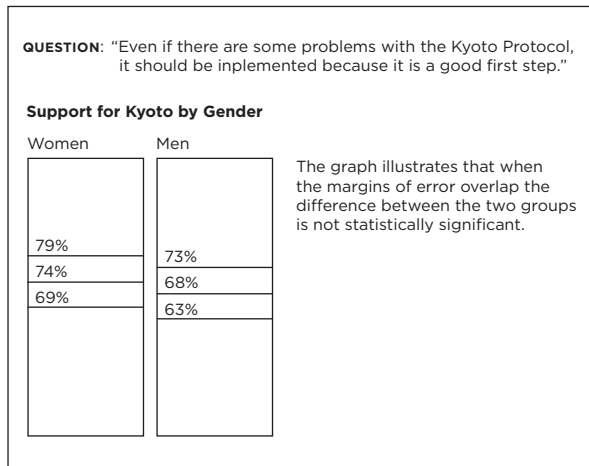 QUESTION: “Even if there are some problems with the Kyoto Protocol,
it should be inplemented because it is a good first step.”
Support for Kyoto by Gender
Women
Men
79%
74%
69%
73%
68%
63%
The graph illustrates that when
the margins of error overlap the
difference between the two groups
is not statistically significant.